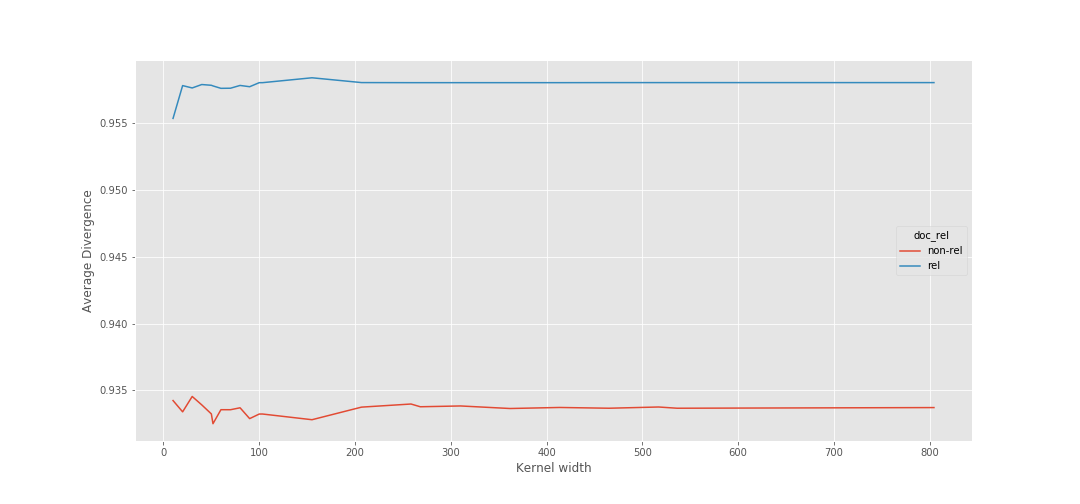 0.955
0.950
0.945
0.940
0.935
Average Divergence
doc_rel
non-rel
rel
0 100 200 300 400 500 600 700 800
Kernel width